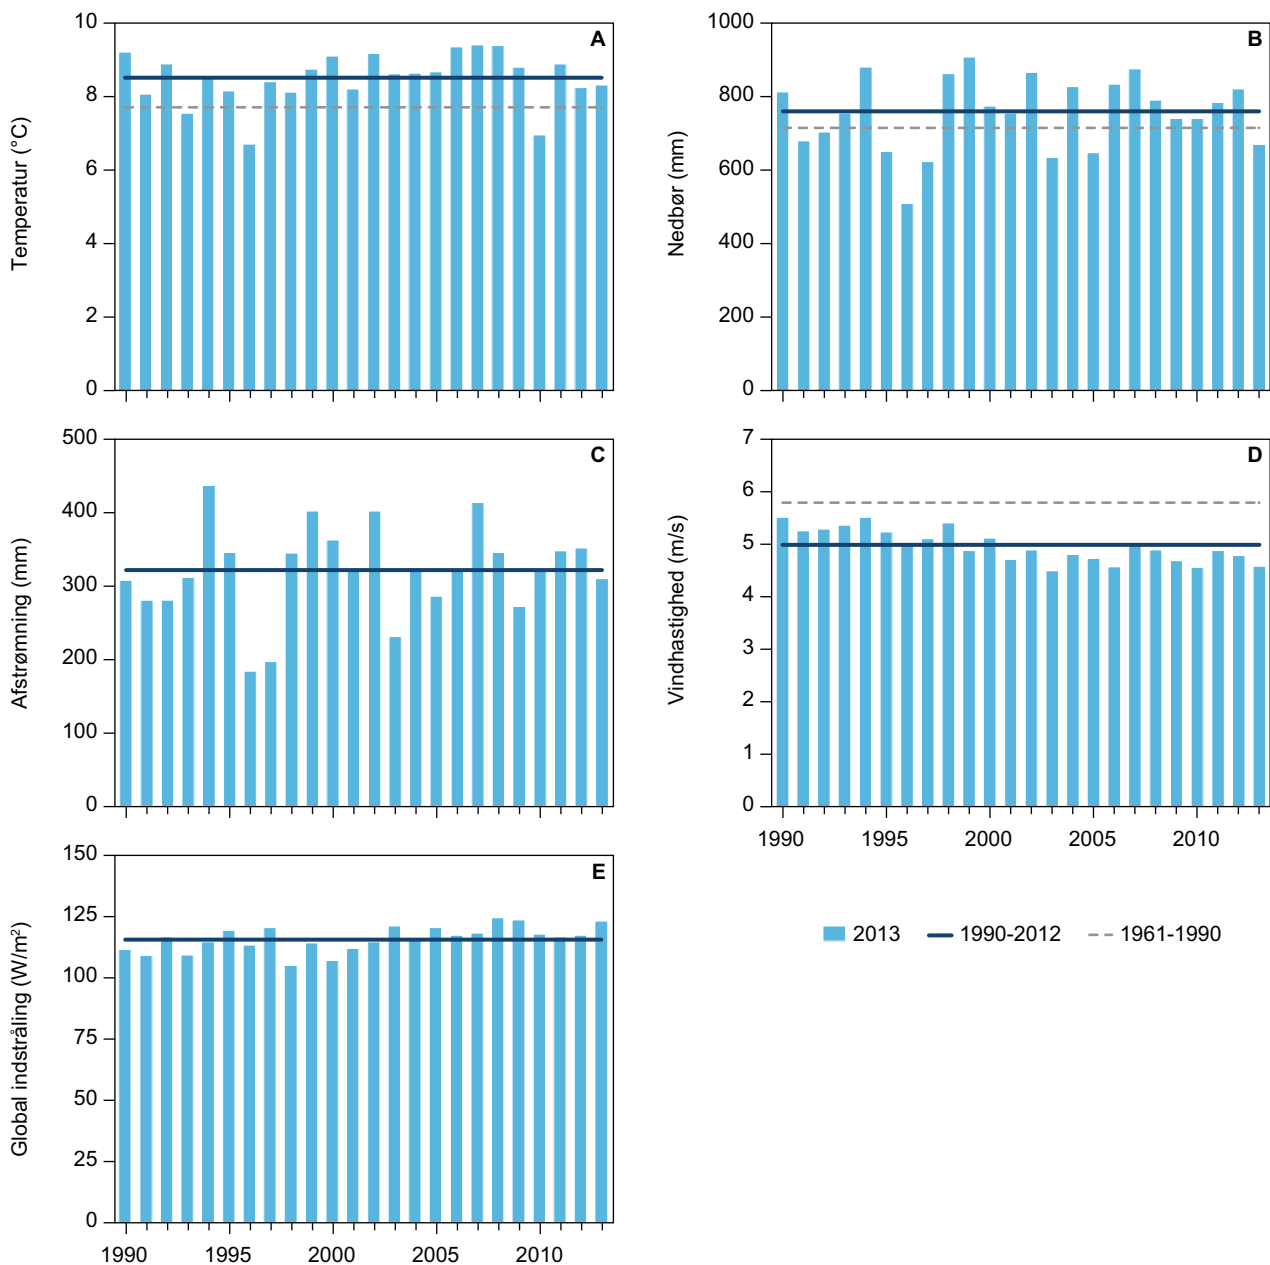 A
Temperatur (°C)
10
8
6
4
2
0
B
Nedbør (mm)
1000
800
600
400
200
0
C
Afstrømning (mm)
500
400
300
200
100
0
D
Vindhastighed (m/s)
7
6
5
4
3
2
1
0
1990 1995 2000 2005 2010
E
Global indstråling (W/m²)
150
125
100
75
50
25
0
1990 1995 2000 2005 2010
2013 1990-2012 1961-1990